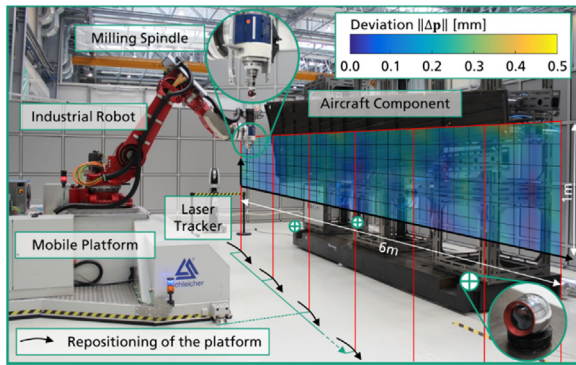 Milling Spindle
Deviation ||Δp|| [mm]
0.0 0.1 0.2 0.3 0.4 0.5
Industrial Robot
Aircraft Component
1m
Laser
Tracker
6m
Mobile Platform
Repositioning of the platform